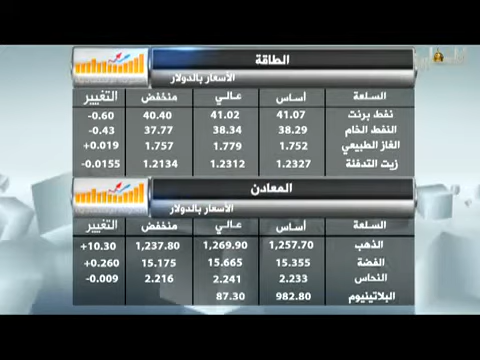 الطاقة
الأسعار بالدولار
السلعة أساس عالي منخفض التغيير
نفط برنت 41.07 41.02 40.40 -0.60
النفط الخام 38.29 38.34 37.77 -0.43
الغاز الطبيعي 1.752 1.779 1.757 +0.019
زيت التدفئة 1.2327 1.2312 1.2134 -0.0155
المعادن
الأسعار بالدولار
السلعة أساس عالي منخفض التغيير
الذهب 1,257.70 1,269.90 1,237.80 +10.30
الفضة 15.355 15.665 15.175 +0.260
النحاس 2.233 2.241 2.216 -0.009
البلاتينيوم 982.80 87.30